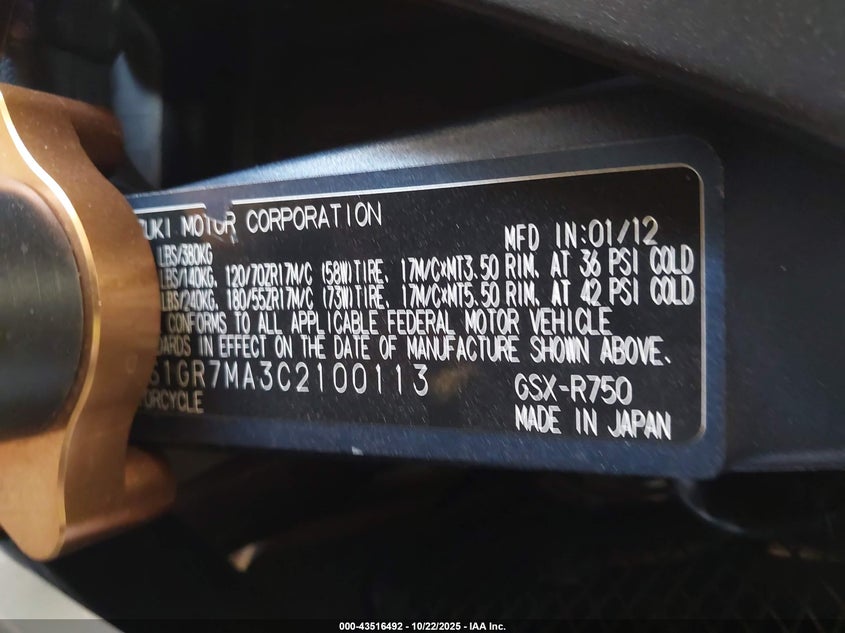 UKI MOTOR CORPORATION
MFD IN:01/12
LBS/380KG
LBS/140KG. 120/70ZR17M/C (58W)TIRE, 17M/C×MT3.50 RIM. AT 36 PSI COLD
LBS/240KG. 180/55ZR17M/C (73W)TIRE, 17M/C×MT5.50 RIM. AT 42 PSI COLD
CONFORMS TO ALL APPLICABLE FEDERAL MOTOR VEHICLE
DARDS IN EFFECT ON THE DATE OF MANUFACTURE SHOWN ABOVE.
S1GR7MA3C2100113
GSX-R750
ORCYCLE
MADE IN JAPAN
000-43516492 - 10/22/2025 - IAA Inc.